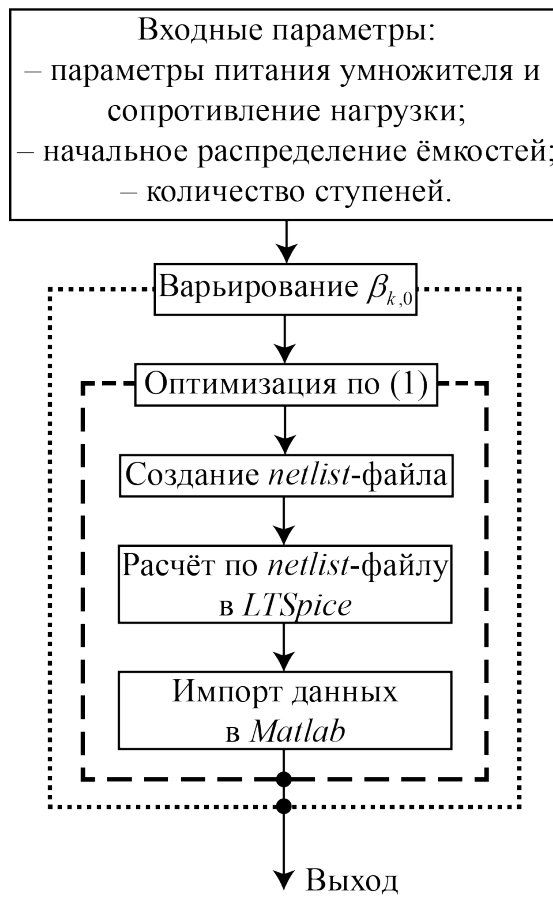 Входные параметры:
– параметры питания умножителя и
сопротивление нагрузки;
– начальное распределение ёмкостей;
– количество ступеней.
Варьирование β_{k,0}
Оптимизация по (1)
Создание netlist-файла
Расчёт по netlist-файлу
в LTSpice
Импорт данных
в Matlab
Выход